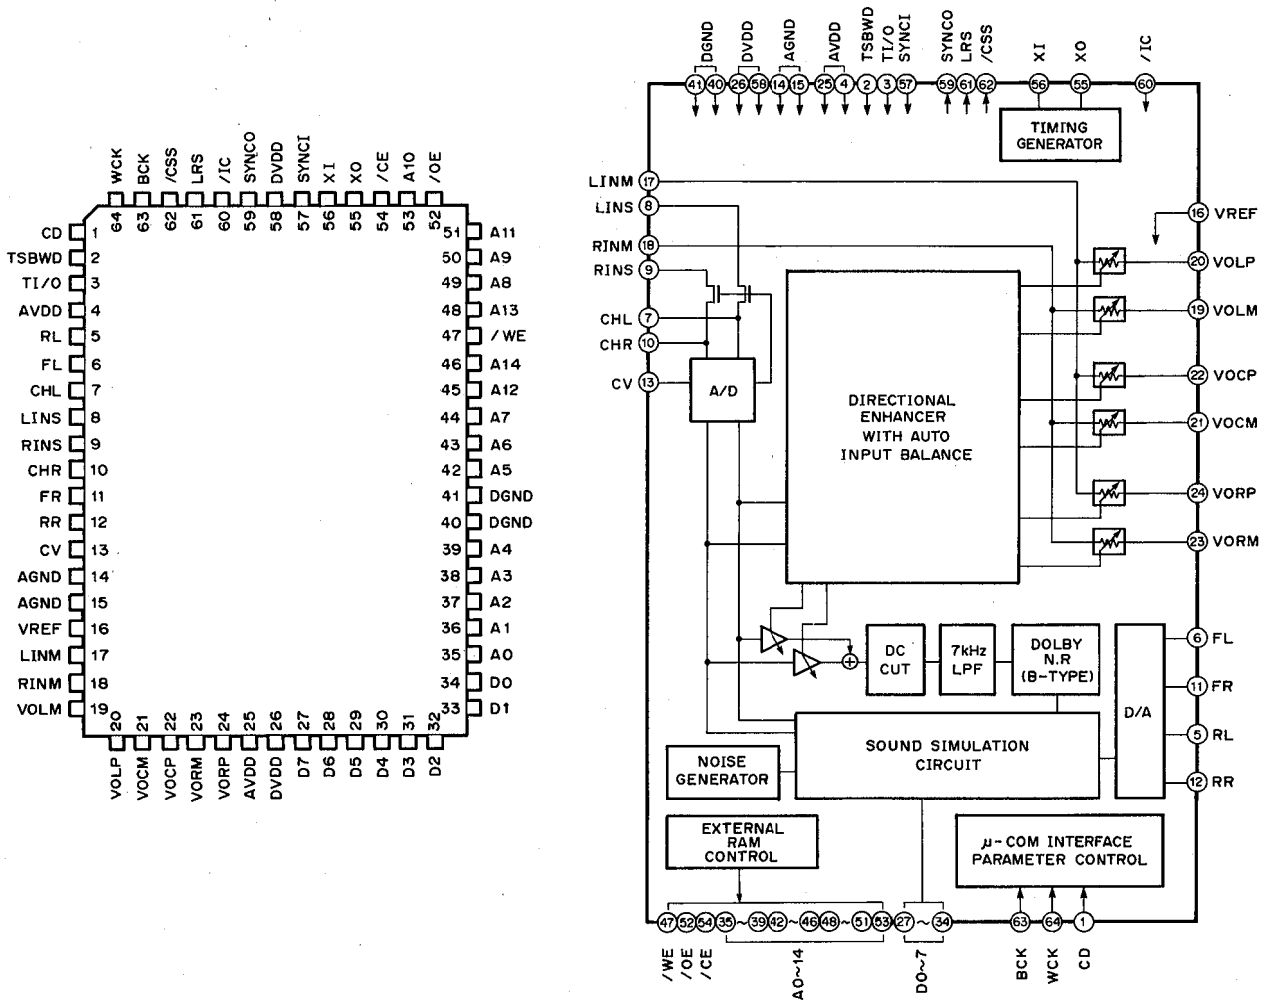 WCK
BCK
/CSS
LRS
/IC
SYNCO
DVDD
SYNCI
XI
XO
/CE
A10
/OE
64
63
62
61
60
59
58
57
56
55
54
53
52
CD 1
TSBWD 2
TI/O 3
AVDD 4
RL 5
FL 6
CHL 7
LINS 8
RINS 9
CHR 10
FR 11
RR 12
CV 13
AGND 14
AGND 15
VREF 16
LINM 17
RINM 18
VOLM 19
51 A11
50 A9
49 A8
48 A13
47 /WE
46 A14
45 A12
44 A7
43 A6
42 A5
41 DGND
40 DGND
39 A4
38 A3
37 A2
36 A1
35 A0
34 D0
33 D1
20
21
22
23
24
25
26
27
28
29
30
31
32
VOLP
VOCM
VOCP
VORM
VORP
AVDD
DVDD
D7
D6
D5
D4
D3
D2
DGND
DVDD
AGND
AVDD
TSBWD
TI/O
SYNCI
SYNCO
LRS
/CSS
XI
XO
/IC
41
40
26
58
14
15
25
4
2
3
57
59
61
62
56
55
60
TIMING
GENERATOR
LINM 17
LINS 8
RINM 18
RINS 9
CHL 7
CHR 10
CV 13
A/D
DIRECTIONAL
ENHANCER
WITH AUTO
INPUT BALANCE
16 VREF
20 VOLP
19 VOLM
22 VOCP
21 VOCM
24 VORP
23 VORM
DC
CUT
7kHz
LPF
DOLBY
N.R
(B-TYPE)
D/A
6 FL
11 FR
5 RL
12 RR
SOUND SIMULATION
CIRCUIT
NOISE
GENERATOR
EXTERNAL
RAM
CONTROL
μ-COM INTERFACE
PARAMETER CONTROL
47 52 54 35~39 42~46 48~51 53 27~34 63 64 1
/WE
/OE
/CE
A0~14
D0~7
BCK
WCK
CD